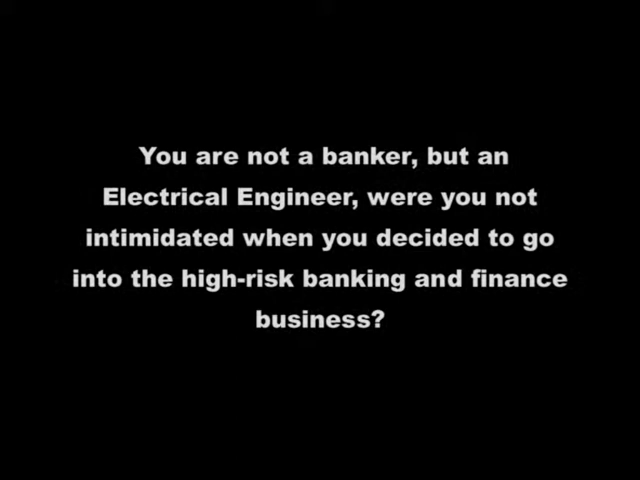 You are not a banker, but an
Electrical Engineer, were you not
intimidated when you decided to go
into the high-risk banking and finance
business?